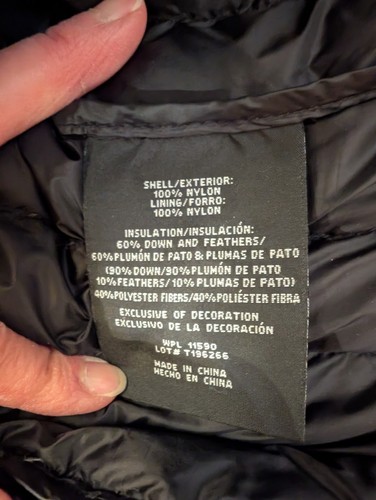 SHELL/EXTERIOR:
100% NYLON
LINING/FORRO:
100% NYLON
INSULATION/INSULACIÓN:
60% DOWN AND FEATHERS/
60% PLUMÓN DE PATO & PLUMAS DE PATO
(90% DOWN/90% PLUMÓN DE PATO
10% FEATHERS/10% PLUMAS DE PATO)
40% POLYESTER FIBERS/40% POLIÉSTER FIBRA
EXCLUSIVE OF DECORATION
EXCLUSIVO DE LA DECORACIÓN
WPL 11590
LOT# T196266
MADE IN CHINA
HECHO EN CHINA